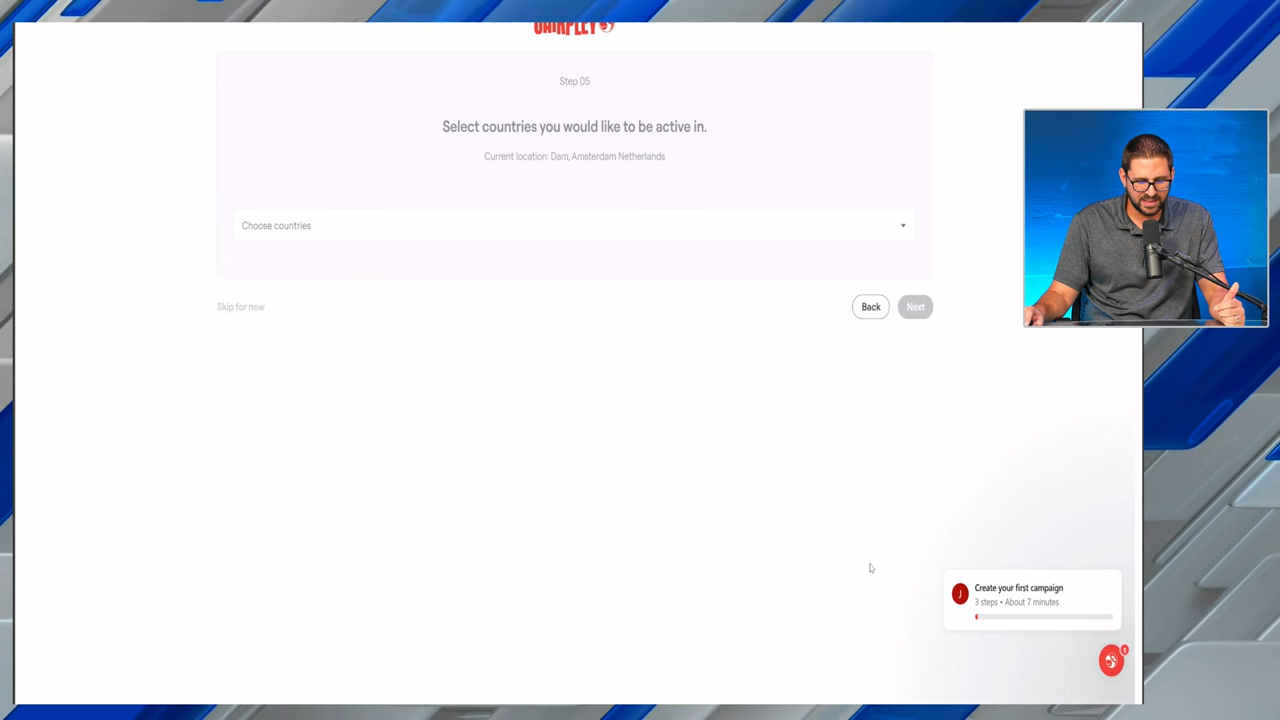 Step 05
Select countries you would like to be active in.
Current location: Dam, Amsterdam Netherlands
Choose countries
Skip for now
Back
Next
Create your first campaign
J
3 steps • About 7 minutes
1